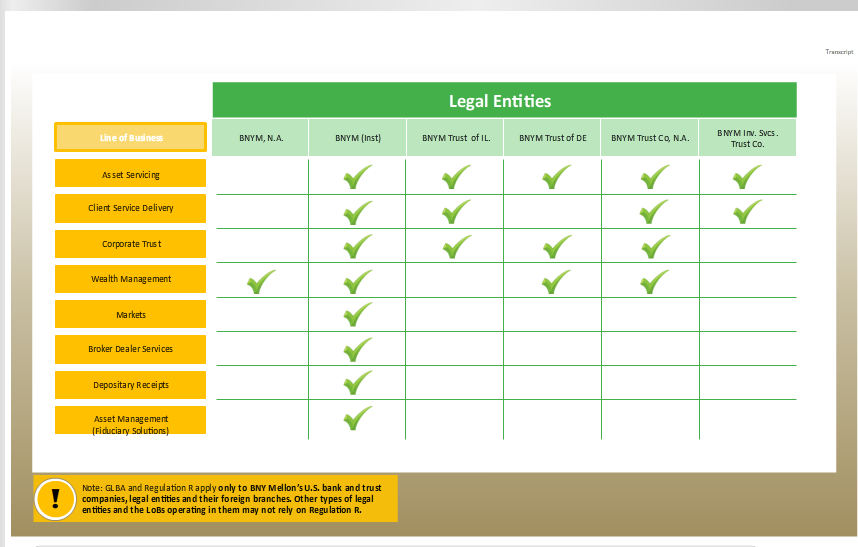 Transcript
Legal Entities
Line of Business
BNYM, N.A.
BNYM (Inst)
BNYM Trust of IL.
BNYM Trust of DE
BNYM Trust Co, N.A.
BNYM Inv. Svcs.
Trust Co.
Asset Servicing
Client Service Delivery
Corporate Trust
Wealth Management
Markets
Broker Dealer Services
Depositary Receipts
Asset Management
(Fiduciary Solutions)
!
Note: GLBA and Regulation R apply only to BNY Mellon's U.S. bank and trust
companies, legal entities and their foreign branches. Other types of legal
entities and the LoBs operating in them may not rely on Regulation R.